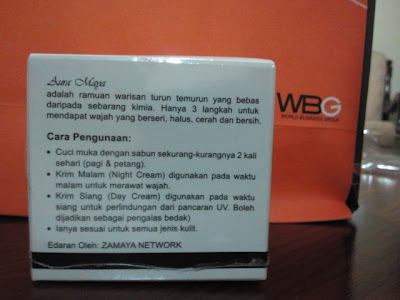 Aura Maya
adalah ramuan warisan turun temurun yang bebas
daripada sebarang kimia. Hanya 3 langkah untuk
mendapat wajah yang berseri, halus, cerah dan bersih.
Cara Pengunaan:
• Cuci muka dengan sabun sekurang-kurangnya 2 kali
sehari (pagi & petang).
• Krim Malam (Night Cream) digunakan pada waktu
malam untuk merawat wajah.
• Krim Siang (Day Cream) digunakan pada waktu
siang untuk perlindungan dari pancaran UV. Boleh
dijadikan sebagai pengalas bedak)
• Ianya sesuai untuk semua jenis kulit.
Edaran Oleh: ZAMAYA NETWORK
WBG
WORLD BUSINESS GROUP